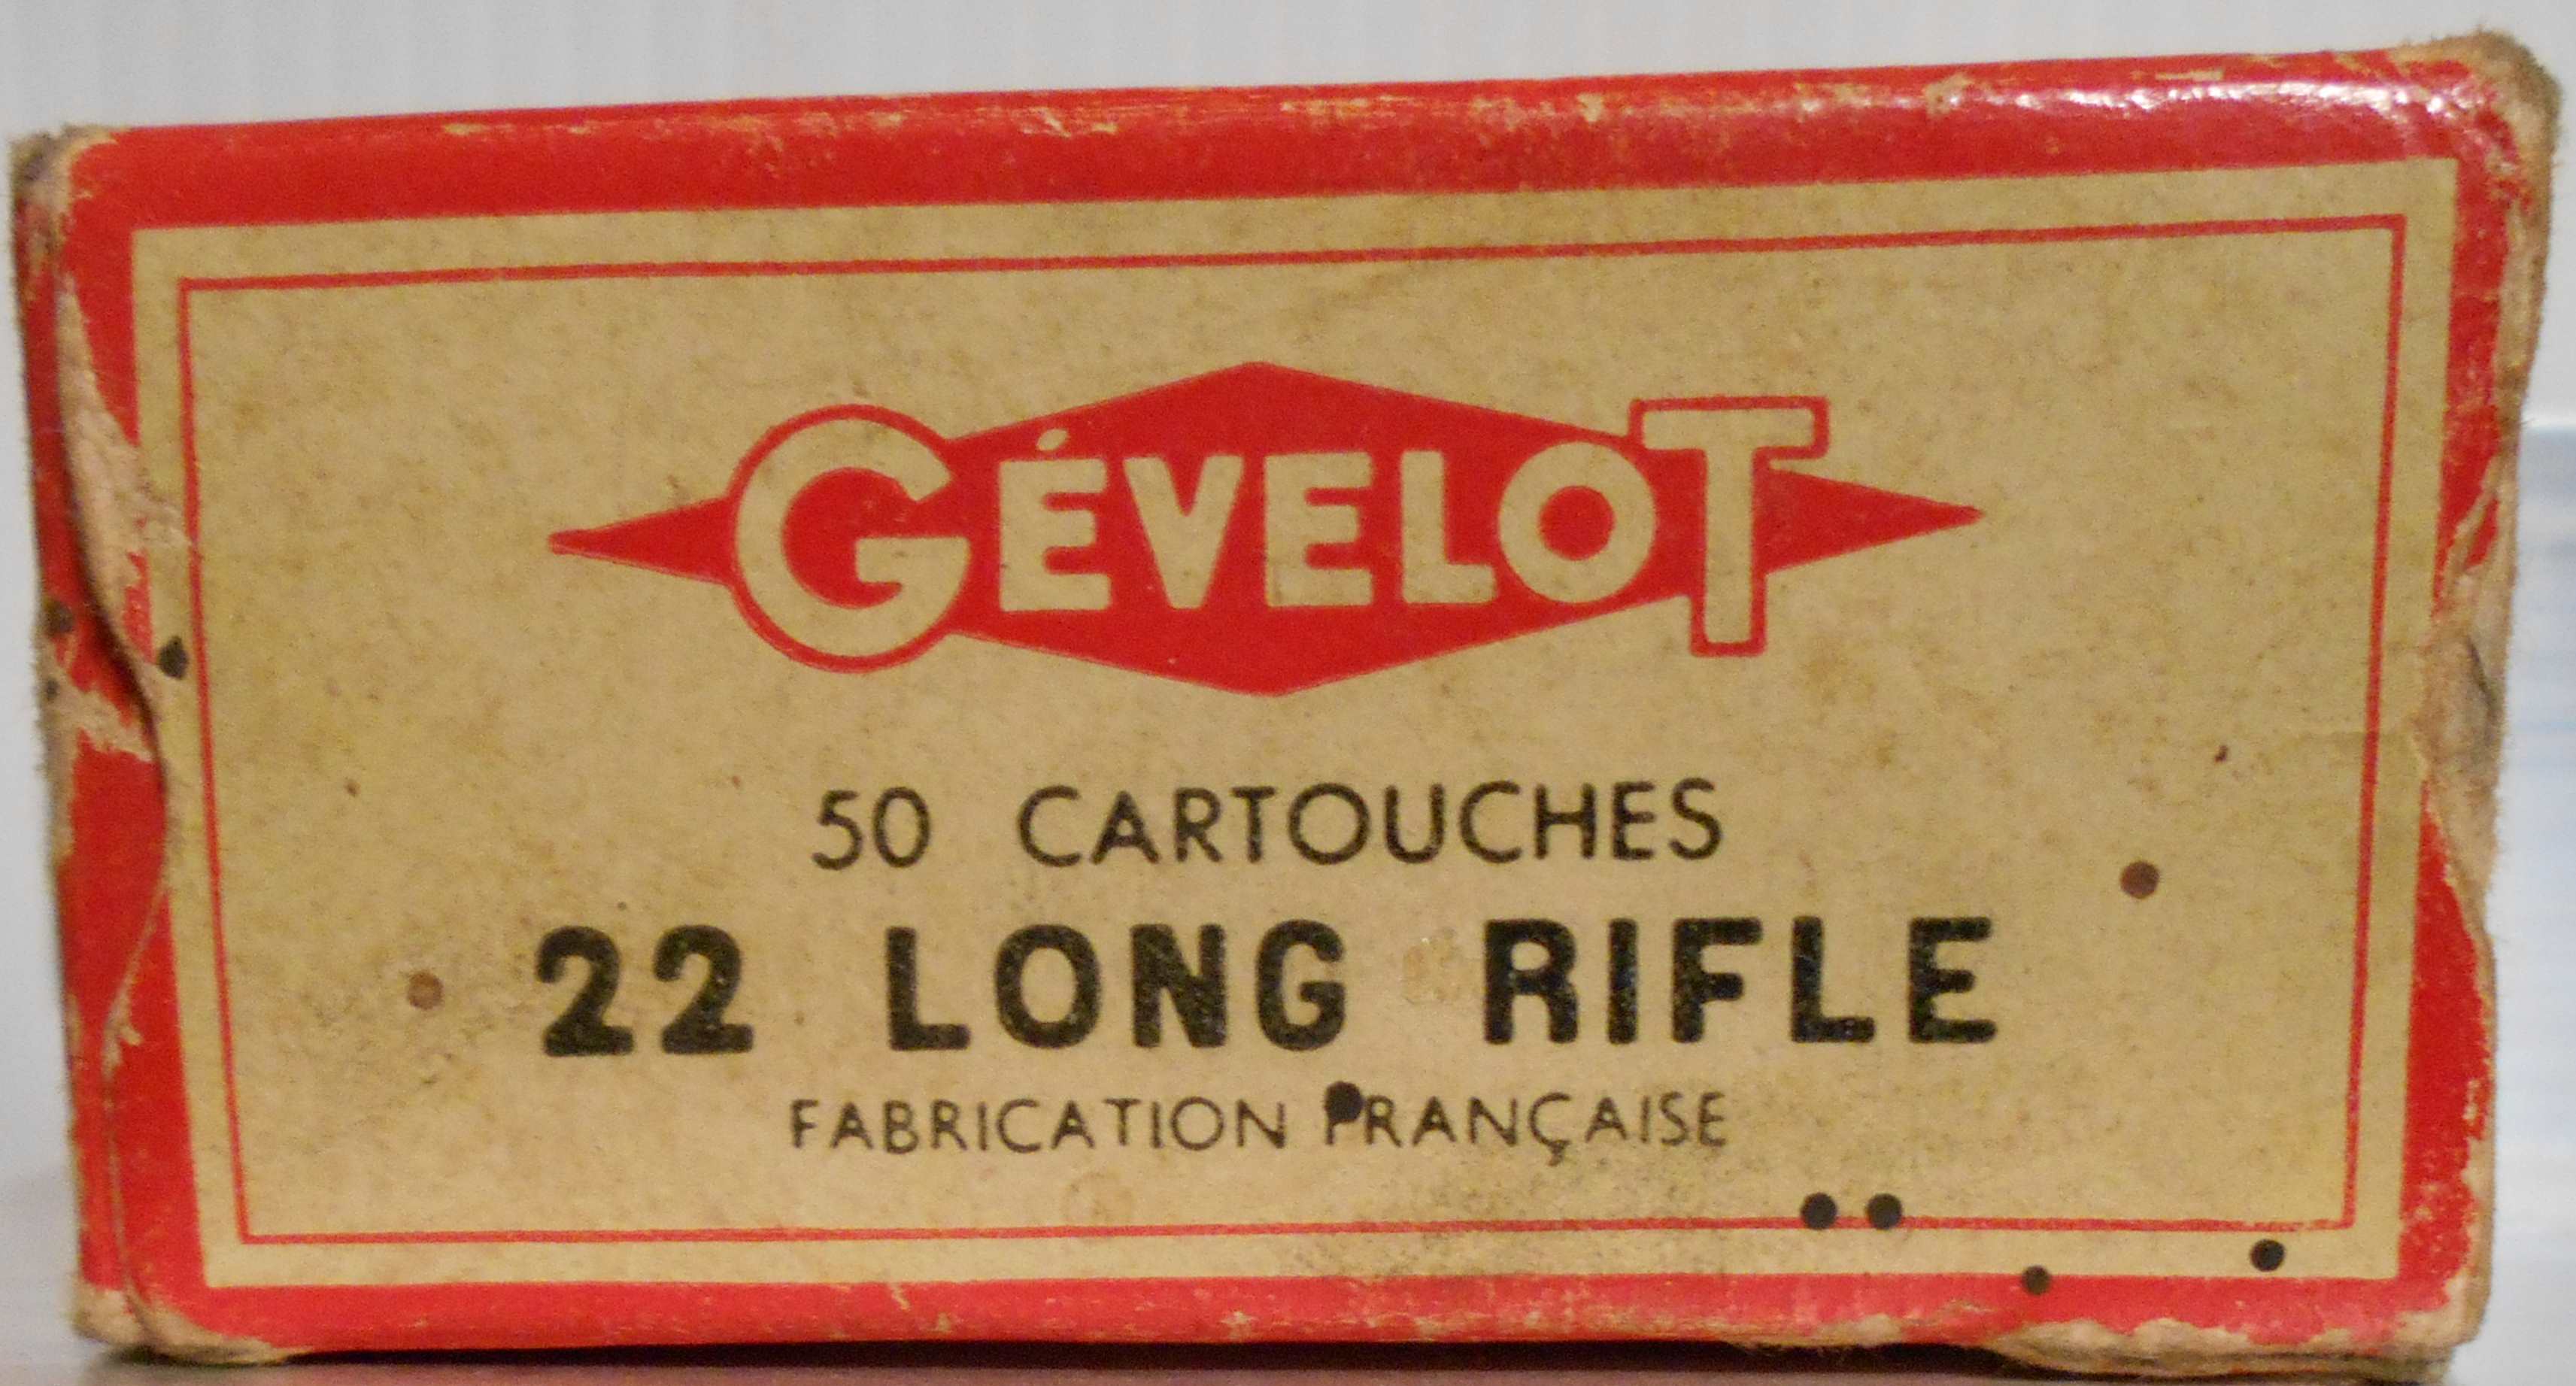 GÉVELOT
50 CARTOUCHES
22 LONG RIFLE
FABRICATION FRANÇAISE